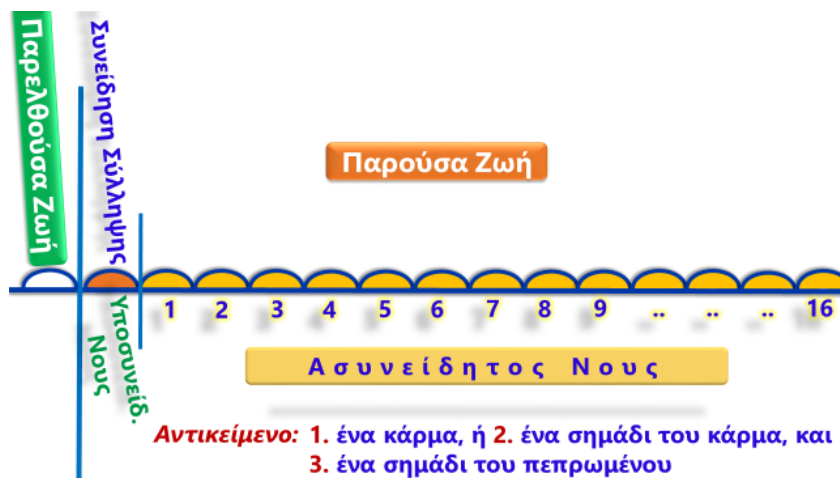 Παρελθούσα Ζωή
Συνείδηση Σύλληψης
Παρούσα Ζωή
1 2 3 4 5 6 7 8 9 .. .. .. 16
Υποσυνείδ.
Νους
Ασυνείδητος Νους
Αντικείμενο: 1. ένα κάρμα, ή 2. ένα σημάδι του κάρμα, και
3. ένα σημάδι του πεπρωμένου